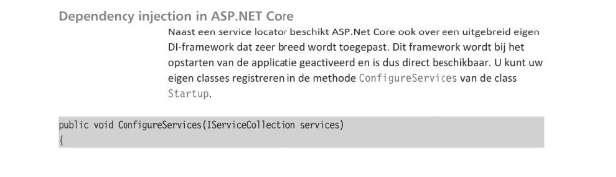 Dependency injection in ASP.NET Core
Naast een service locator beschikt ASP.Net Core ook over een uitgebreid eigen
DI-framework dat zeer breed wordt toegepast. Dit framework wordt bij het
opstarten van de applicatie geactiveerd en is dus direct beschikbaar. U kunt uw
eigen classes registreren in de methode ConfigureServices van de class
Startup.
public void ConfigureServices(IServiceCollection services)
{